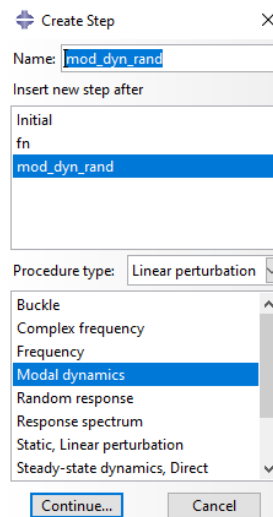 Create Step
Name: mod_dyn_rand
Insert new step after
Initial
fn
mod_dyn_rand
Procedure type: Linear perturbation
Buckle
Complex frequency
Frequency
Modal dynamics
Random response
Response spectrum
Static, Linear perturbation
Steady-state dynamics, Direct
Continue... Cancel